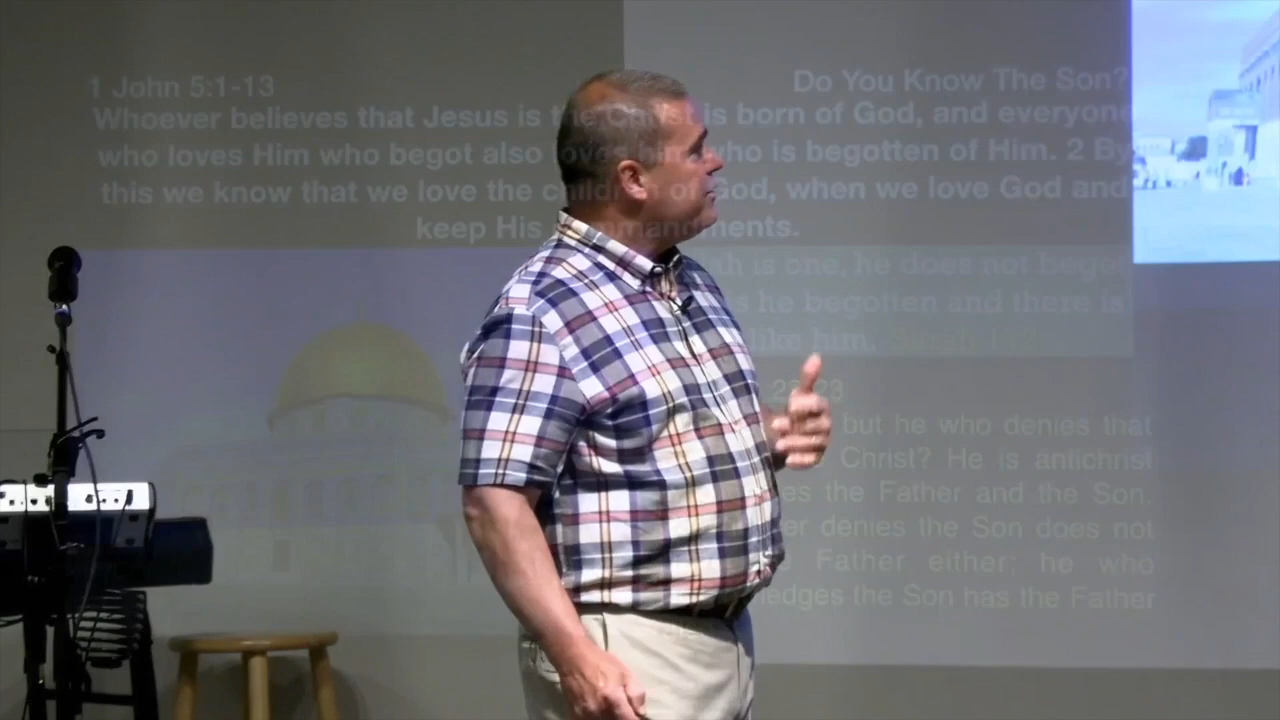 1 John 5:1-13
Do You Know The Son?
Whoever believes that Jesus is the is born of God, and everyone
who loves Him who begot also who is begotten of Him. 2 By
this we know that we love the of God, when we love God and
keep His commandments.
is one, he does not
he begotten and there is
like him.
but he who denies that
Christ? He is antichrist
the Father and the Son.
denies the Son does not
Father either; he who
the Son has the Father